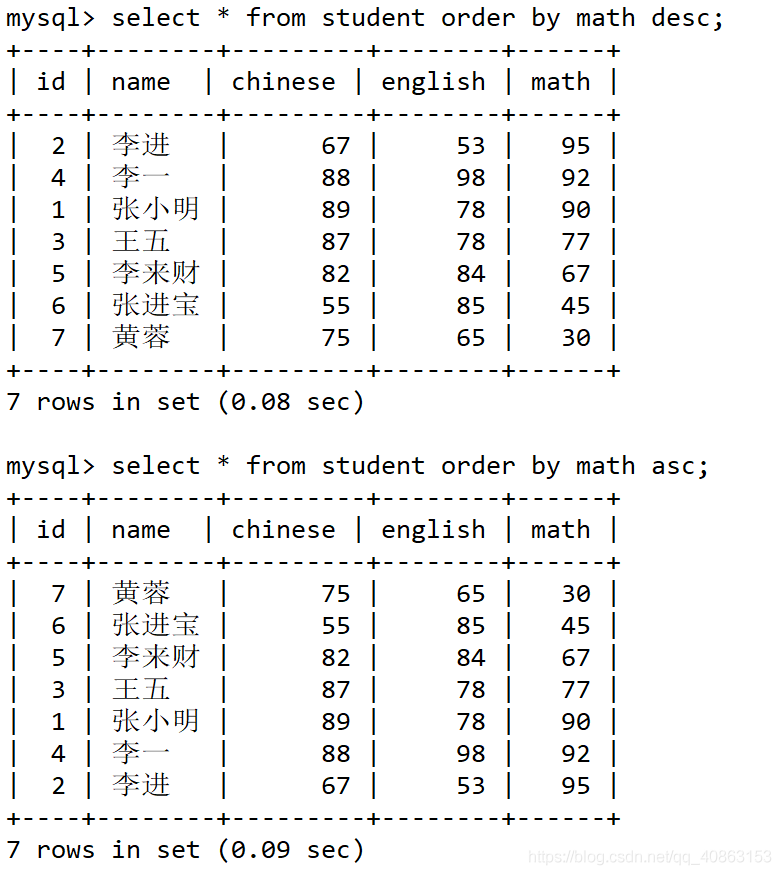 mysql> select * from student order by math desc;
+----+--------+---------+---------+------+
| id | name   | chinese | english | math |
+----+--------+---------+---------+------+
|  2 | 李进   |      67 |      53 |   95 |
|  4 | 李一   |      88 |      98 |   92 |
|  1 | 张小明 |      89 |      78 |   90 |
|  3 | 王五   |      87 |      78 |   77 |
|  5 | 李来财 |      82 |      84 |   67 |
|  6 | 张进宝 |      55 |      85 |   45 |
|  7 | 黄蓉   |      75 |      65 |   30 |
+----+--------+---------+---------+------+
7 rows in set (0.08 sec)
mysql> select * from student order by math asc;
+----+--------+---------+---------+------+
| id | name   | chinese | english | math |
+----+--------+---------+---------+------+
|  7 | 黄蓉   |      75 |      65 |   30 |
|  6 | 张进宝 |      55 |      85 |   45 |
|  5 | 李来财 |      82 |      84 |   67 |
|  3 | 王五   |      87 |      78 |   77 |
|  1 | 张小明 |      89 |      78 |   90 |
|  4 | 李一   |      88 |      98 |   92 |
|  2 | 李进   |      67 |      53 |   95 |
+----+--------+---------+---------+------+
7 rows in set (0.09 sec)
https://blog.csdn.net/qq_40863153